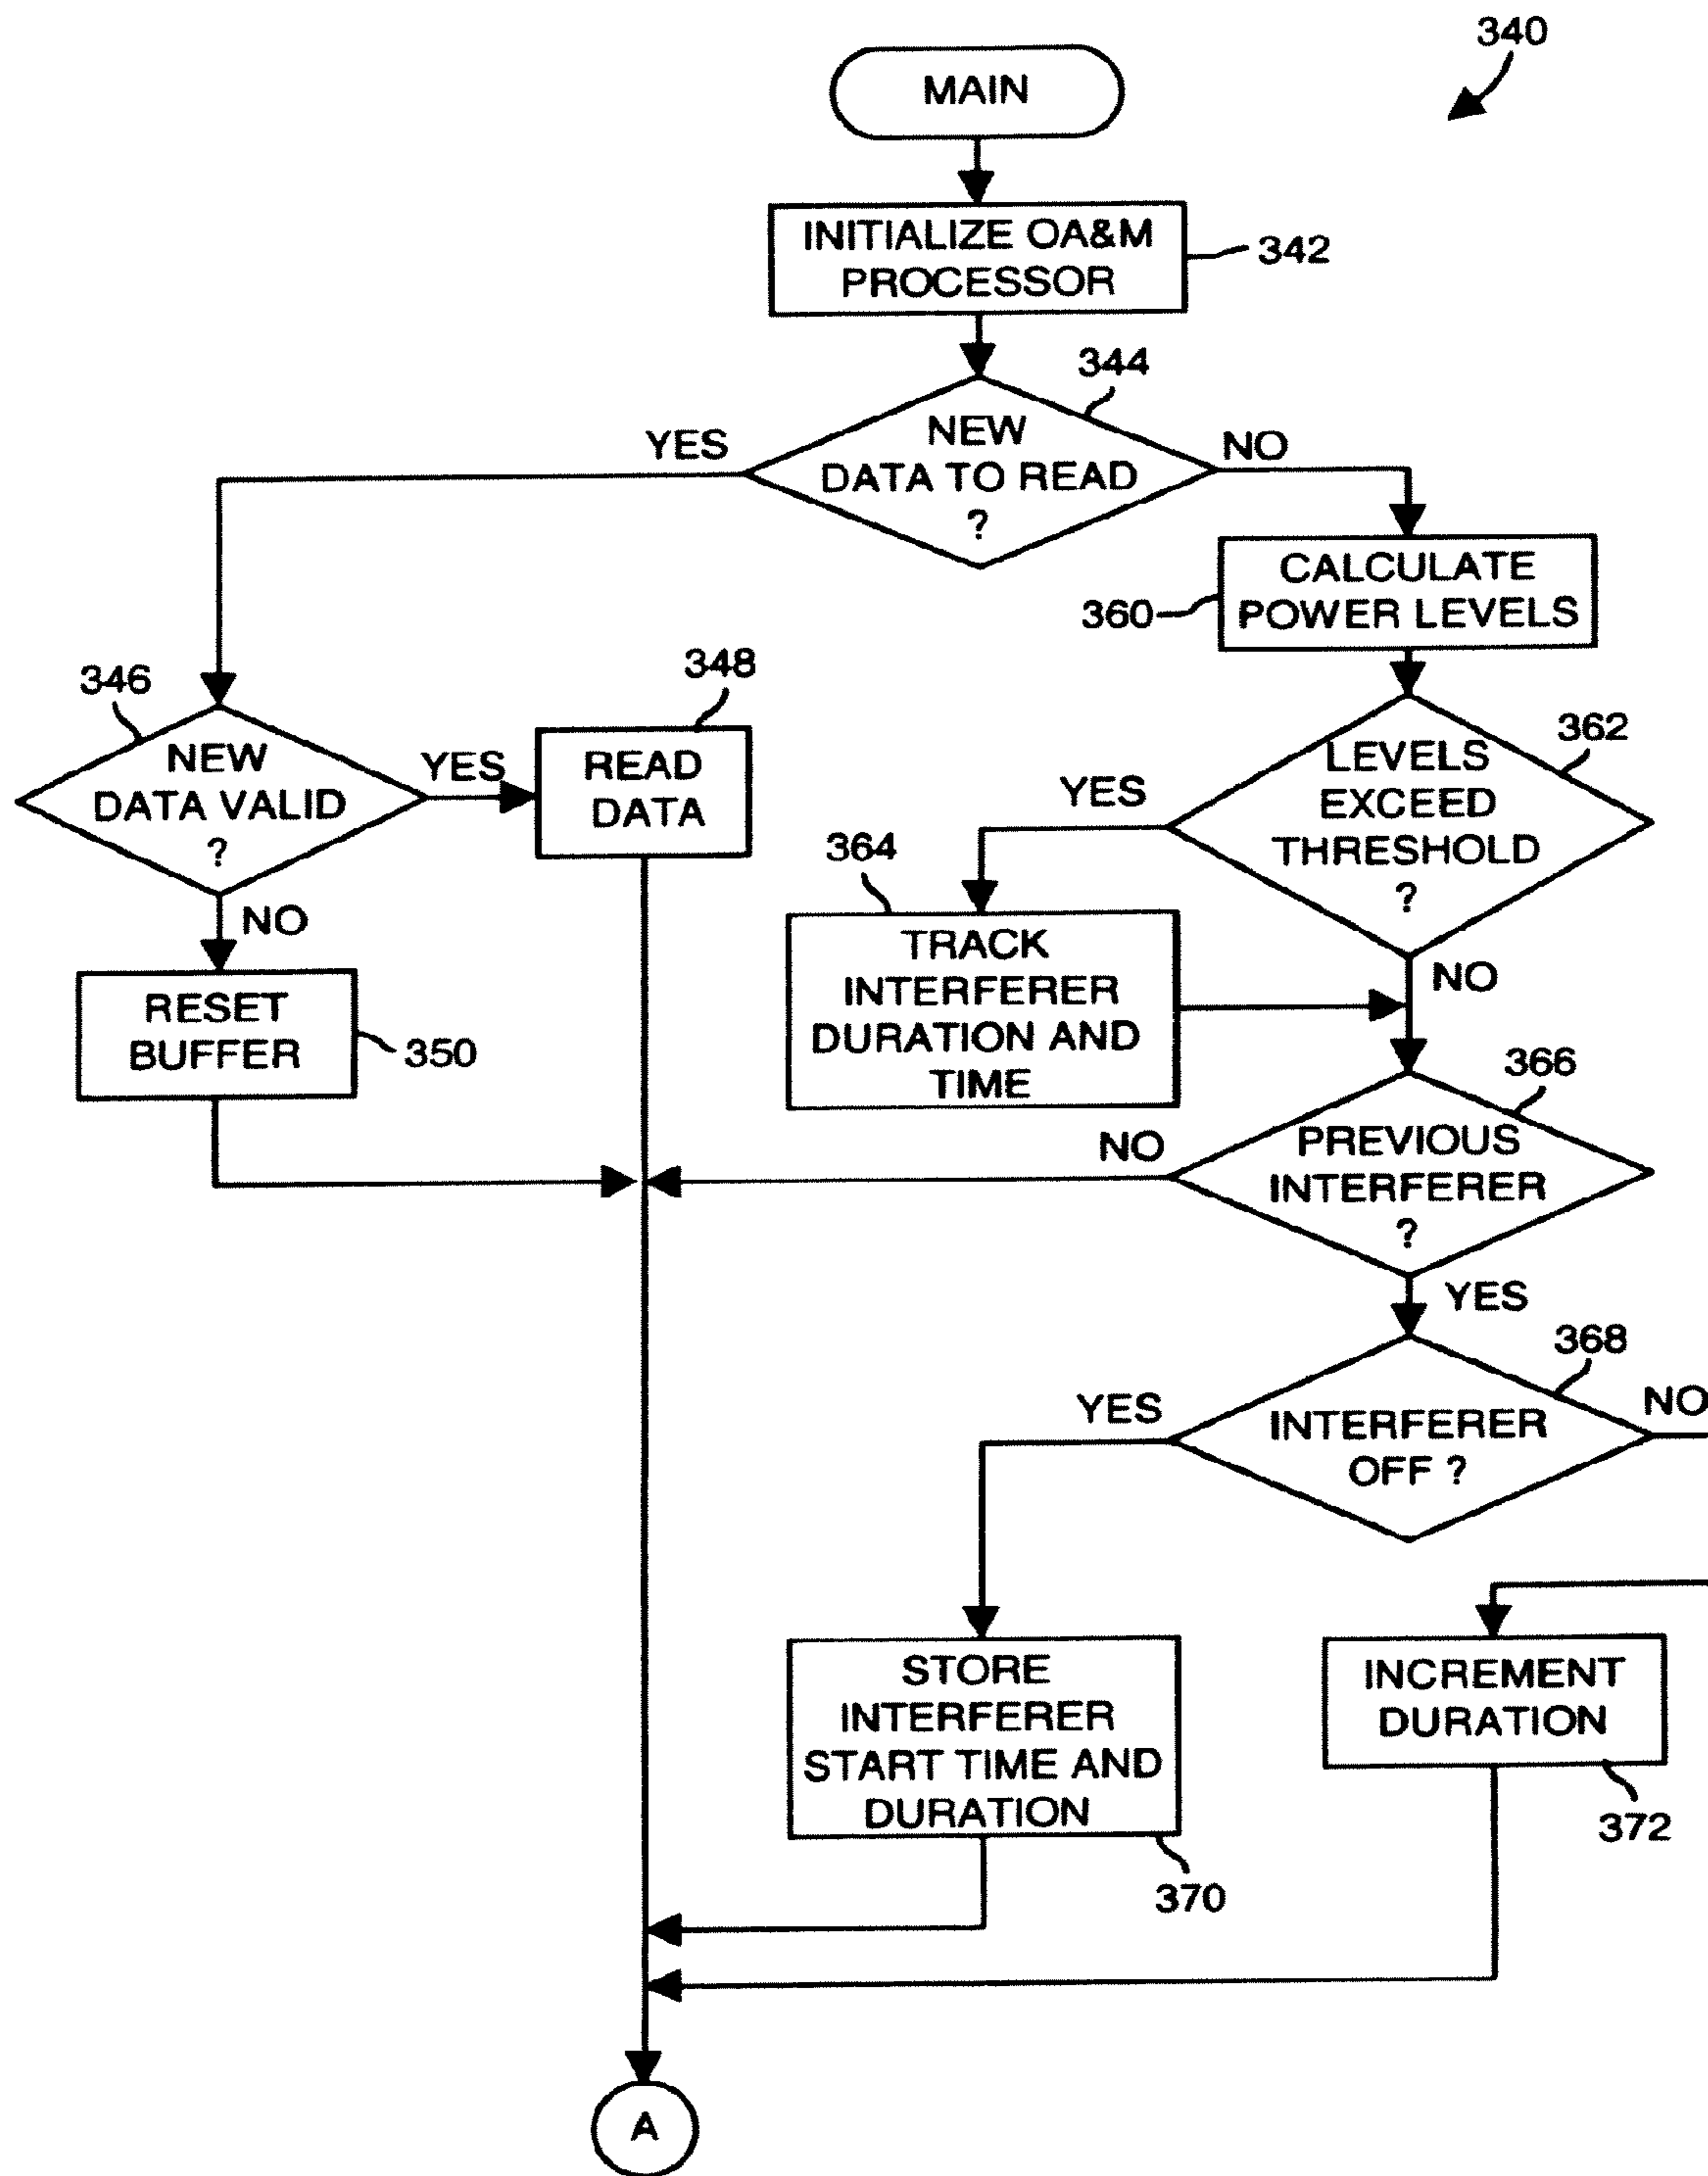 340
MAIN
INITIALIZE OA&M
PROCESSOR
342
344
YES
NEW
DATA TO READ
?
NO
CALCULATE
POWER LEVELS
360
346
NEW
DATA VALID
?
YES
348
READ
DATA
362
LEVELS
EXCEED
THRESHOLD
?
YES
364
TRACK
INTERFERER
DURATION AND
TIME
NO
NO
RESET
BUFFER
350
366
PREVIOUS
INTERFERER
?
NO
YES
368
YES
INTERFERER
OFF ?
NO
STORE
INTERFERER
START TIME AND
DURATION
370
INCREMENT
DURATION
372
A